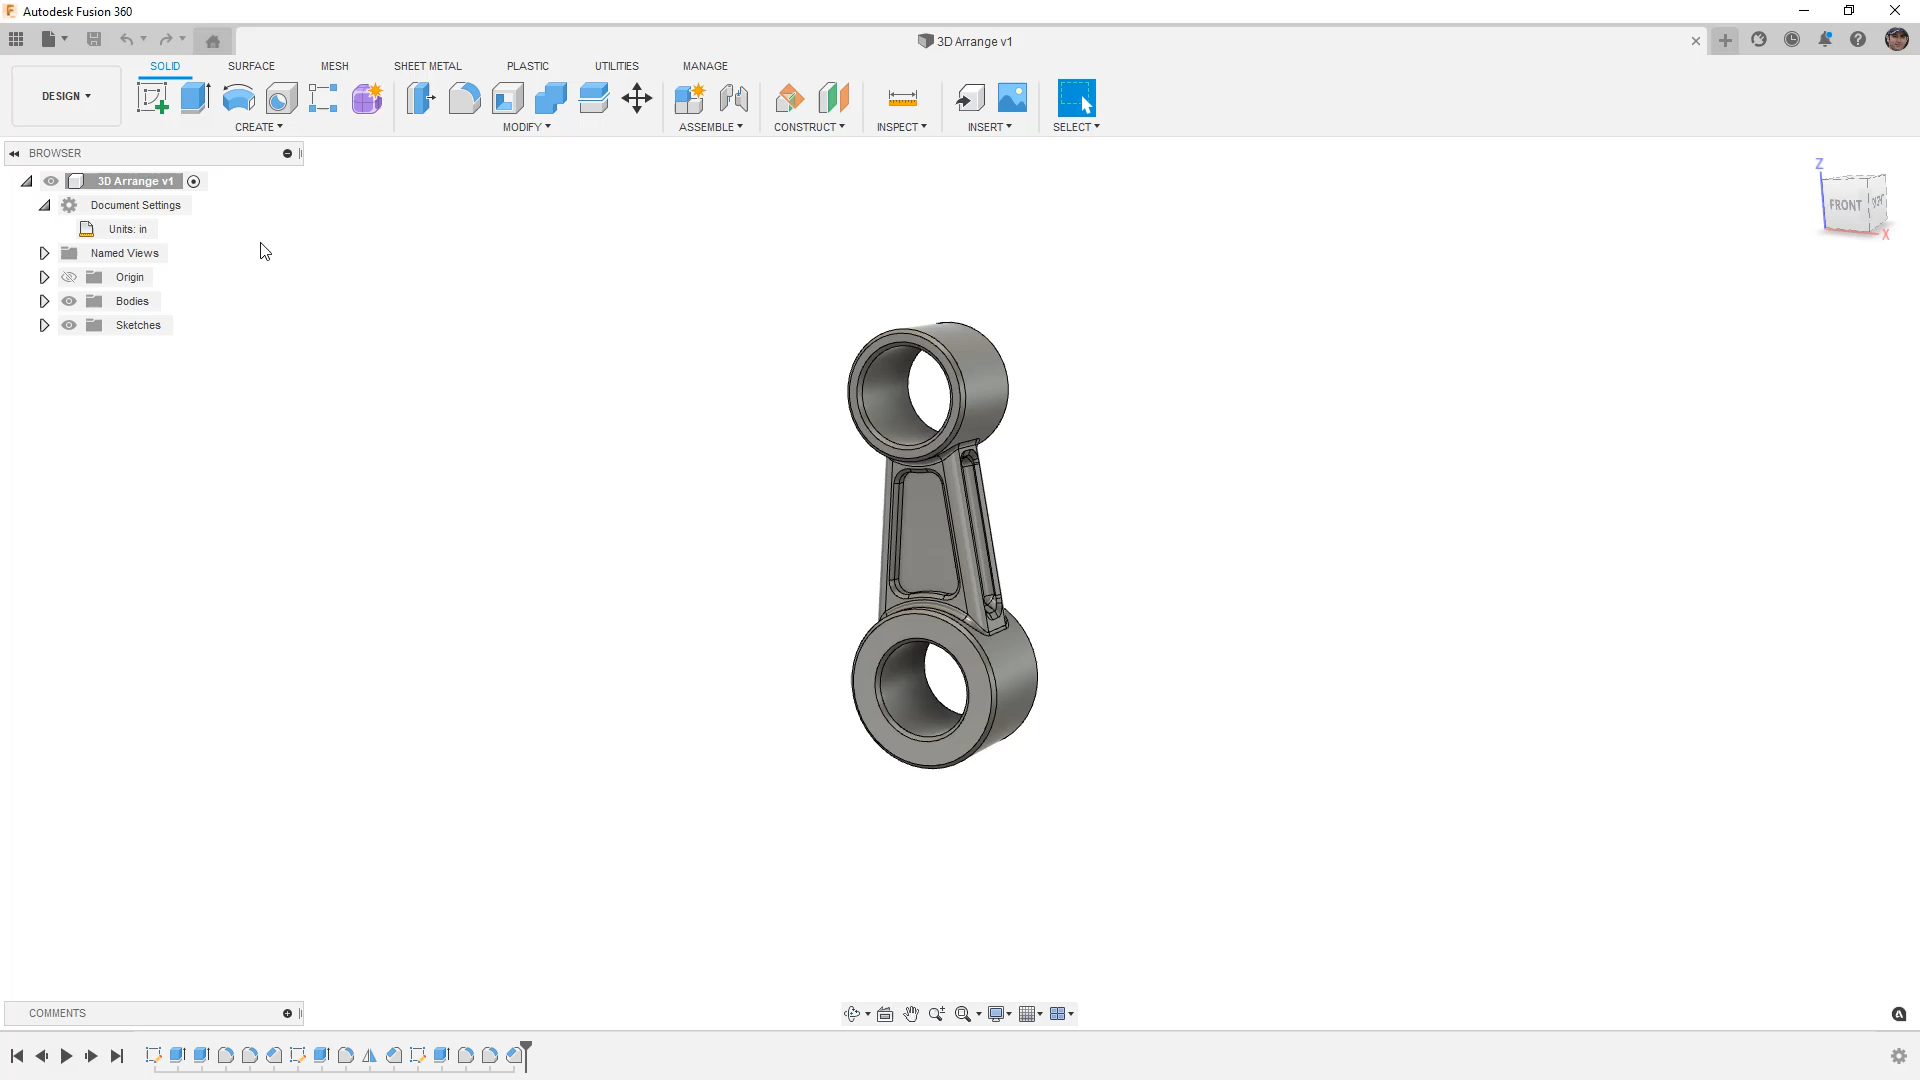 Autodesk Fusion 360
3D Arrange v1
SOLID
SURFACE
MESH
SHEET METAL
PLASTIC
UTILITIES
MANAGE
DESIGN
CREATE
MODIFY
ASSEMBLE
CONSTRUCT
INSPECT
INSERT
SELECT
BROWSER
3D Arrange v1
Document Settings
Units: in
Named Views
Origin
Bodies
Sketches
Z
FRONT
RIGHT
X
COMMENTS